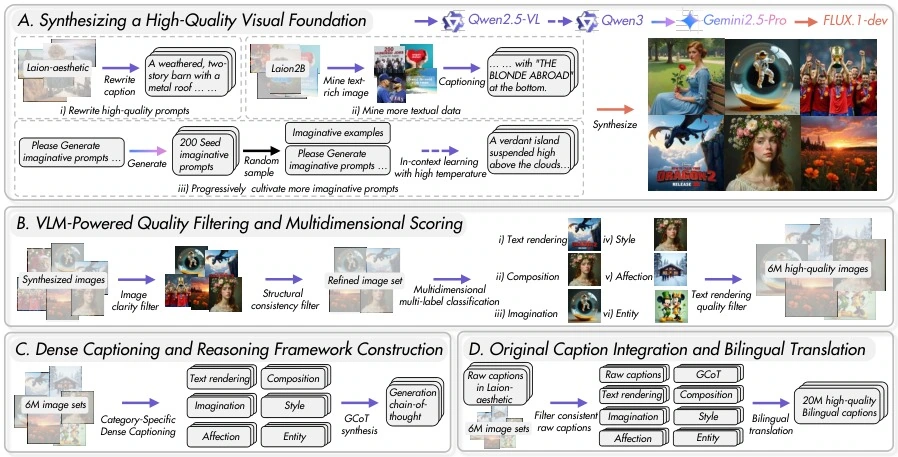 A. Synthesizing a High-Quality Visual Foundation
Qwen2.5-VL
Qwen3
Gemini2.5-Pro
FLUX.1-dev
Laion-aesthetic
Rewrite
caption
A weathered, two-
story barn with a
metal roof ... ...
i) Rewrite high-quality prompts
Laion2B
Mine text-
rich image
Captioning
... ... with "THE
BLONDE ABROAD"
at the bottom.
ii) Mine more textual data
Please Generate
imaginative prompts ...
Generate
200 Seed
imaginative
prompts
Random
sample
Imaginative examples
Please Generate
imaginative prompts ...
In-context learning
with high temperature
A verdant island
suspended high
above the clouds...
iii) Progressively cultivate more imaginative prompts
Synthesize
DRAGON2
RELEASE
B. VLM-Powered Quality Filtering and Multidimensional Scoring
Synthesized images
Image
clarity filter
Structural
consistency filter
Refined image set
Multidimensional
multi-label classification
i) Text rendering
iv) Style
ii) Composition
v) Affection
iii) Imagination
vi) Entity
Text rendering
quality filter
6M high-quality images
C. Dense Captioning and Reasoning Framework Construction
6M image sets
Category-Specific
Dense Captioning
Text rendering
Composition
Imagination
Style
Affection
Entity
GCoT
synthesis
Generation
chain-of-
thought
D. Original Caption Integration and Bilingual Translation
Raw captions
in Laion-
aesthetic
6M image sets
Filter consistent
raw captions
Raw captions
GCoT
Text rendering
Composition
Imagination
Style
Affection
Entity
Bilingual
translation
20M high-quality
Bilingual captions